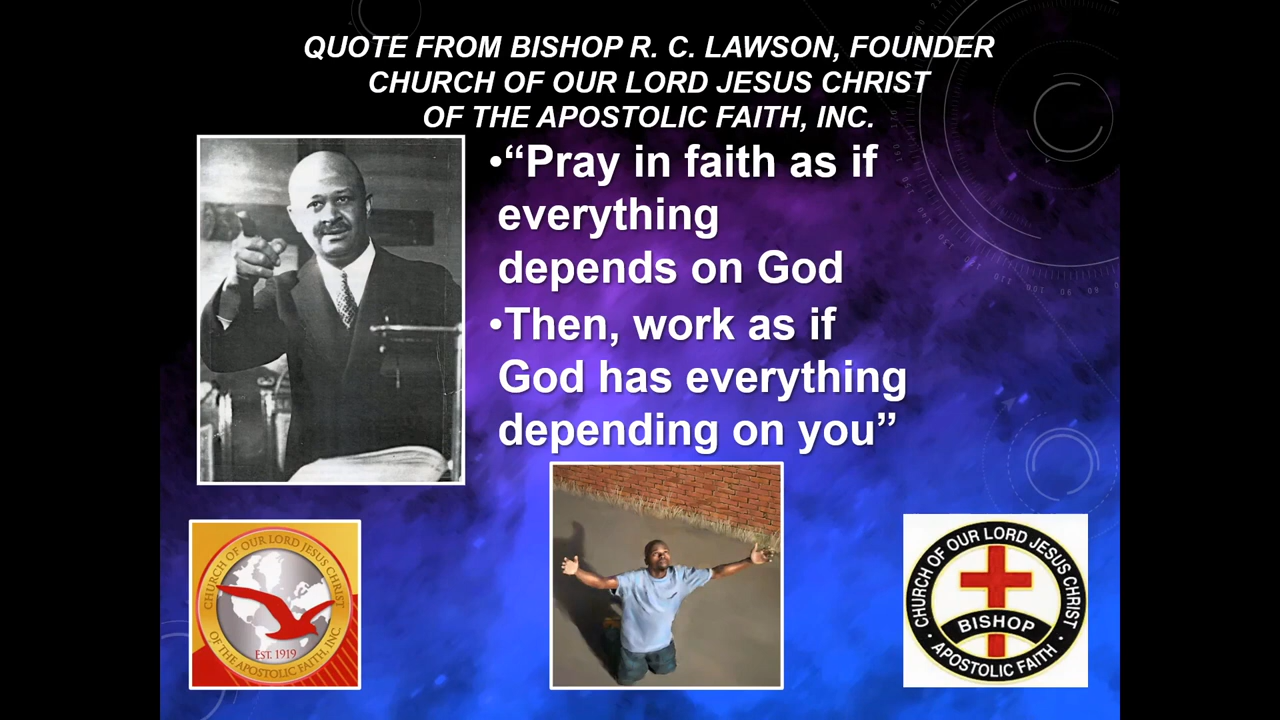 QUOTE FROM BISHOP R. C. LAWSON, FOUNDER
CHURCH OF OUR LORD JESUS CHRIST
OF THE APOSTOLIC FAITH, INC.
•“Pray in faith as if
everything
depends on God
•Then, work as if
God has everything
depending on you”
CHURCH OF OUR LORD JESUS CHRIST
OF THE APOSTOLIC FAITH, INC.
EST. 1919
CHURCH OF OUR LORD JESUS CHRIST
BISHOP
• APOSTOLIC FAITH •